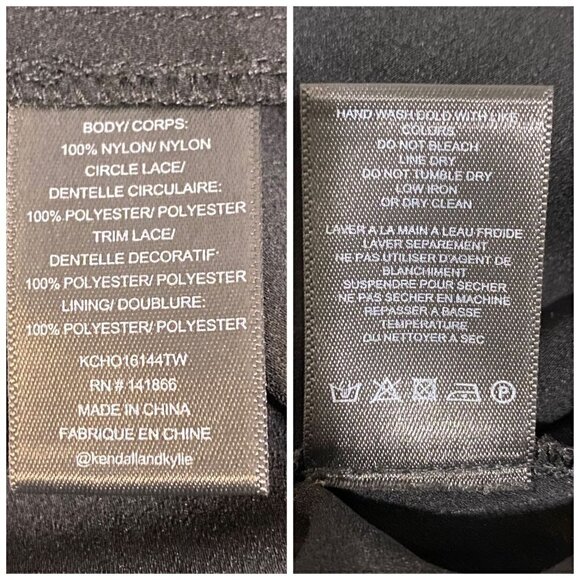 BODY/ CORPS:
100% NYLON/ NYLON
CIRCLE LACE/
DENTELLE CIRCULAIRE:
100% POLYESTER/ POLYESTER
TRIM LACE/
DENTELLE DECORATIF:
100% POLYESTER/ POLYESTER
LINING/ DOUBLURE:
100% POLYESTER/ POLYESTER
KCHO16144TW
RN # 141866
MADE IN CHINA
FABRIQUE EN CHINE
@kendallandkylie
HAND WASH COLD WITH LIKE
COLORS
DO NOT BLEACH
LINE DRY
DO NOT TUMBLE DRY
LOW IRON
OR DRY CLEAN
LAVER A LA MAIN A LEAU FROIDE
LAVER SEPAREMENT
NE PAS UTILISER D'AGENT DE
BLANCHIMENT
SUSPENDRE POUR SECHER
NE PAS SECHER EN MACHINE
REPASSER A BASSE
TEMPERATURE
OU NETTOYER A SEC
P